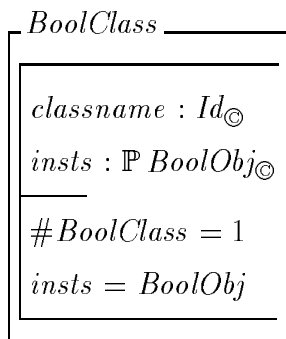 BoolClass
classname : Id©
insts : ℙ BoolObj©
#BoolClass = 1
insts = BoolObj